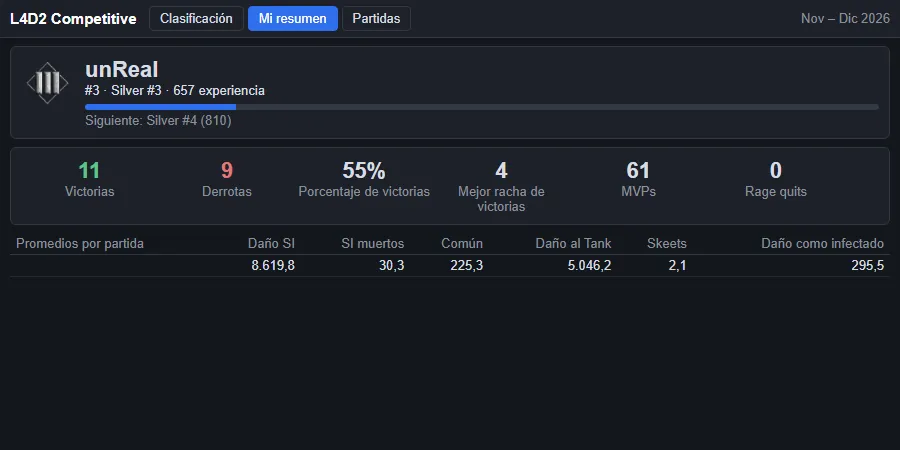 L4D2 Competitive Clasificación Mi resumen Partidas Nov – Dic 2026
unReal
#3 · Silver #3 · 657 experiencia
Siguiente: Silver #4 (810)
11 9 55% 4 61 0
Victorias Derrotas Porcentaje de victorias Mejor racha de victorias MVPs Rage quits
Promedios por partida Daño SI SI muertos Común Daño al Tank Skeets Daño como infectado
8.619,8 30,3 225,3 5.046,2 2,1 295,5